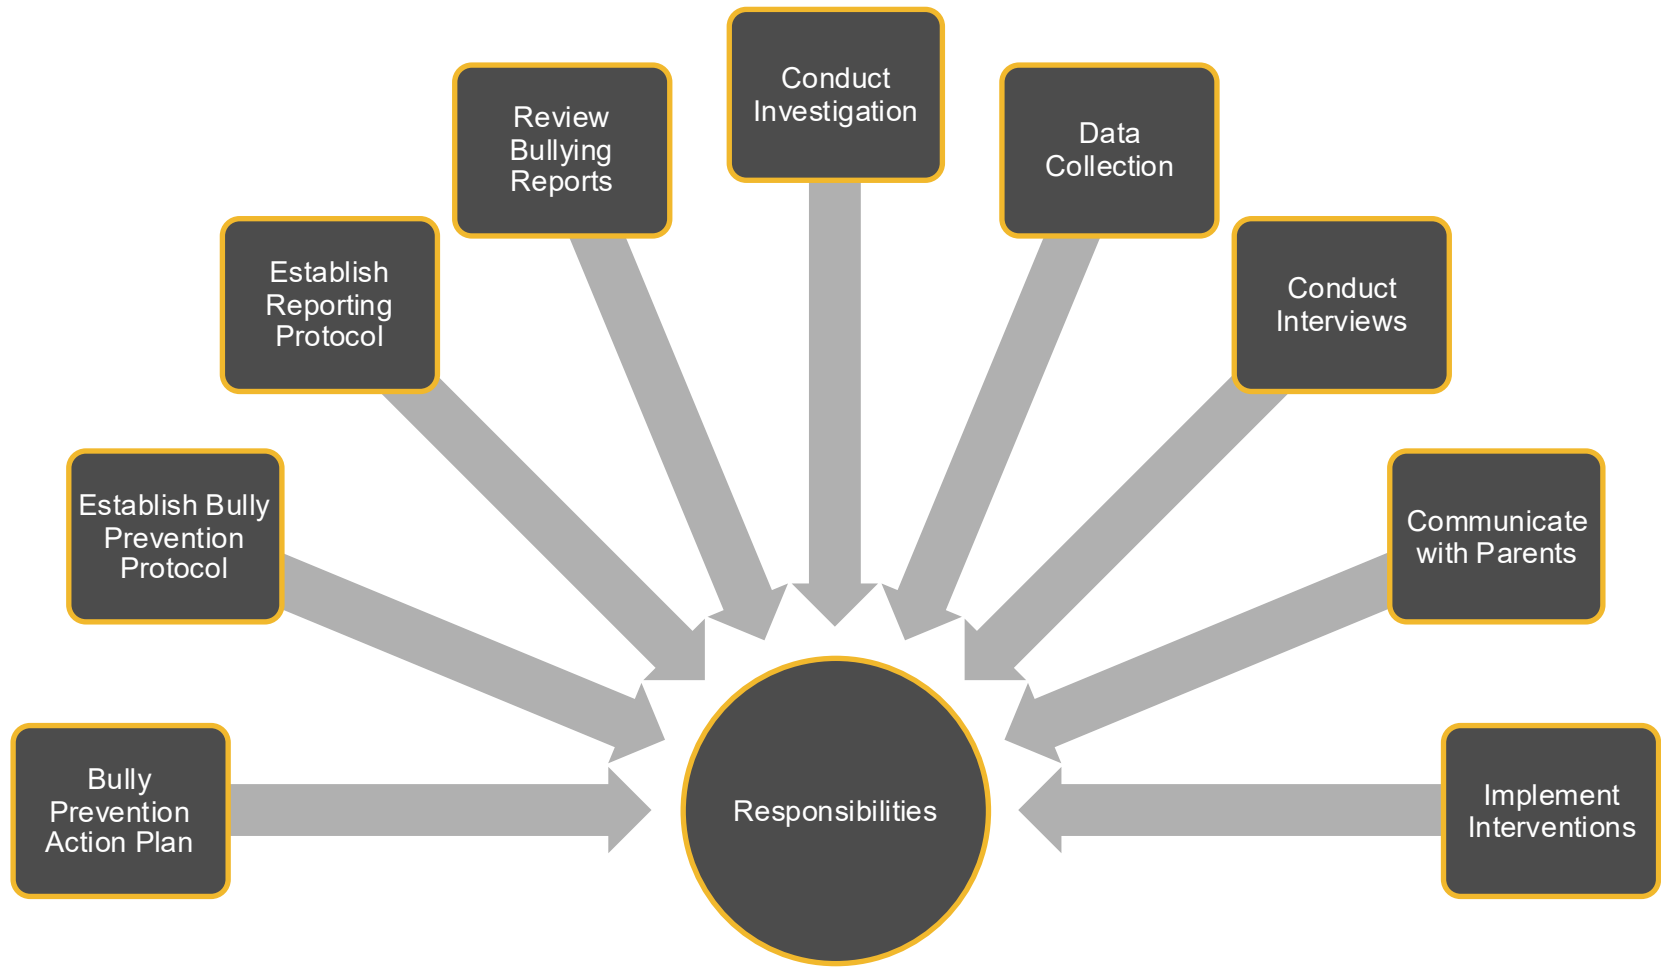 Conduct
Investigation
Review
Bullying
Reports
Data
Collection
Establish
Reporting
Protocol
Conduct
Interviews
Establish Bully
Prevention
Protocol
Communicate
with Parents
Bully
Prevention
Action Plan
Responsibilities
Implement
Interventions